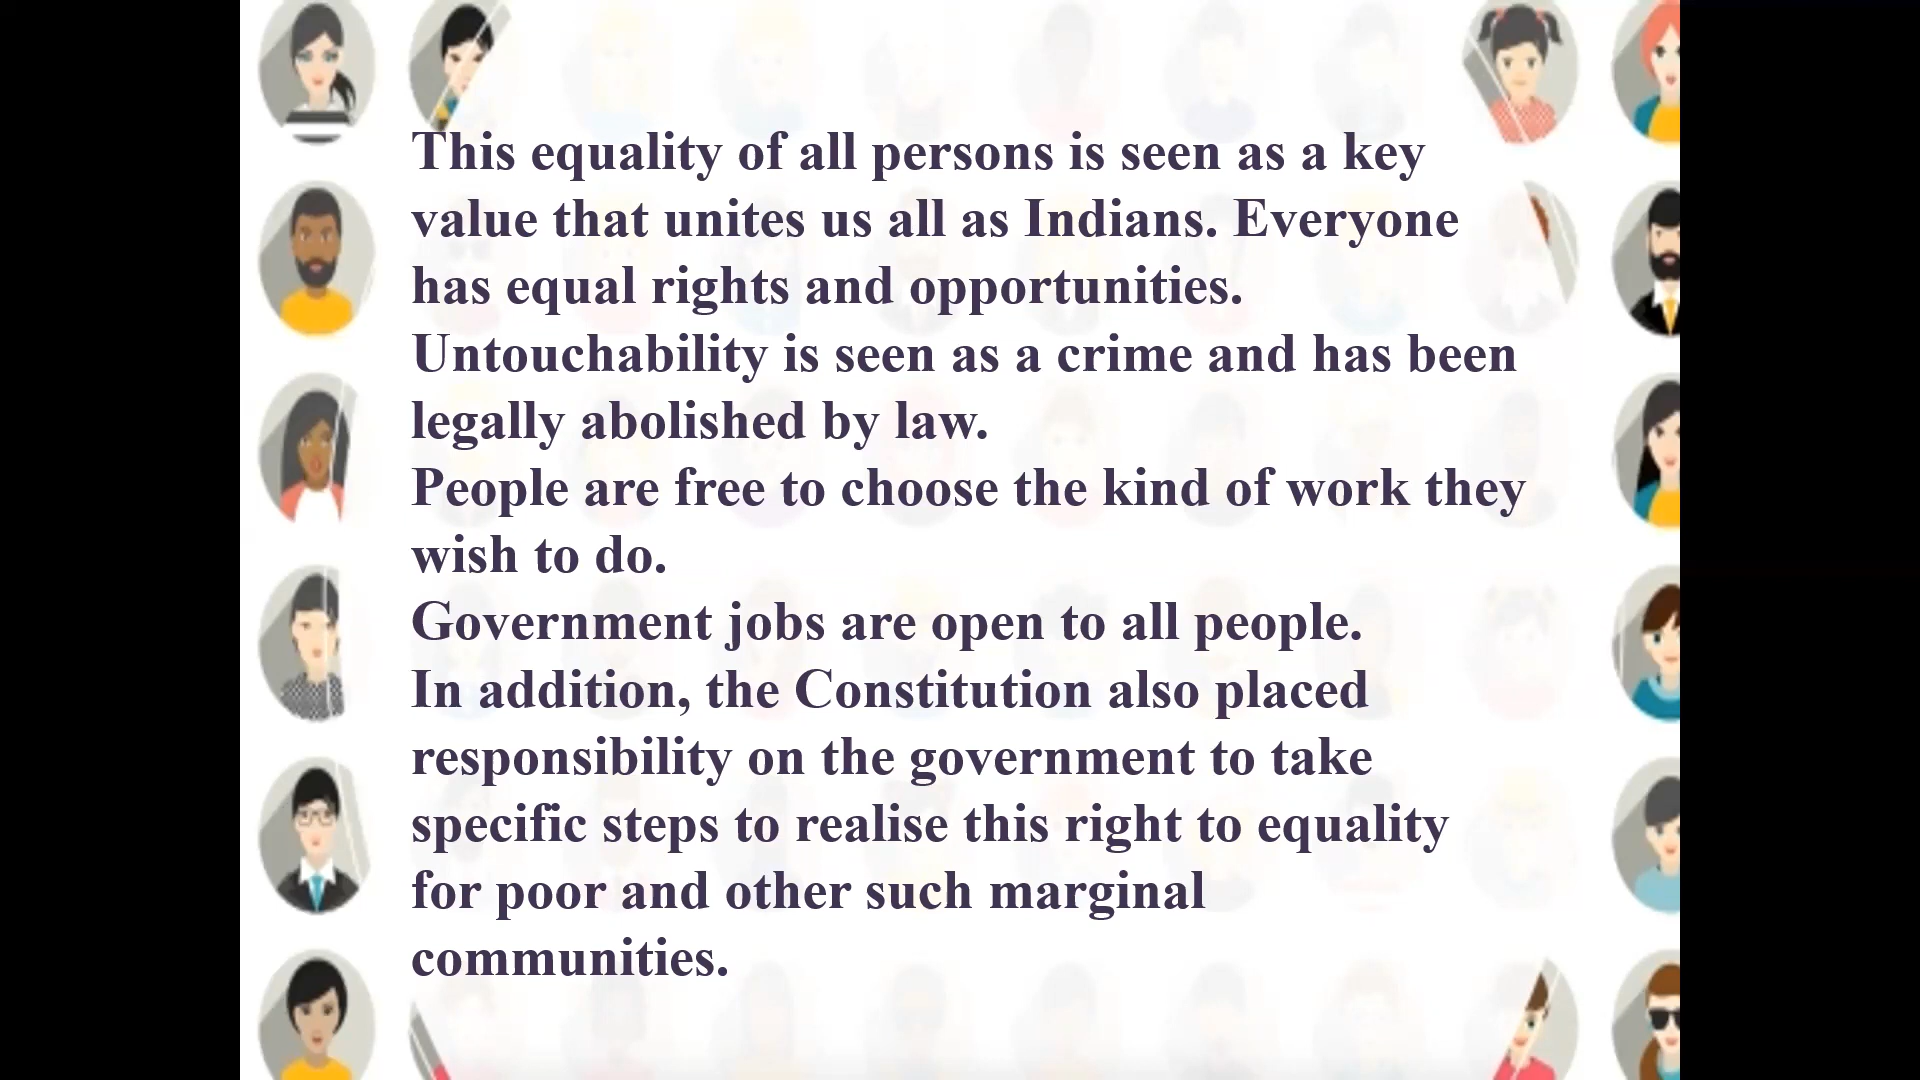 This equality of all persons is seen as a key
value that unites us all as Indians. Everyone
has equal rights and opportunities.
Untouchability is seen as a crime and has been
legally abolished by law.
People are free to choose the kind of work they
wish to do.
Government jobs are open to all people.
In addition, the Constitution also placed
responsibility on the government to take
specific steps to realise this right to equality
for poor and other such marginal
communities.